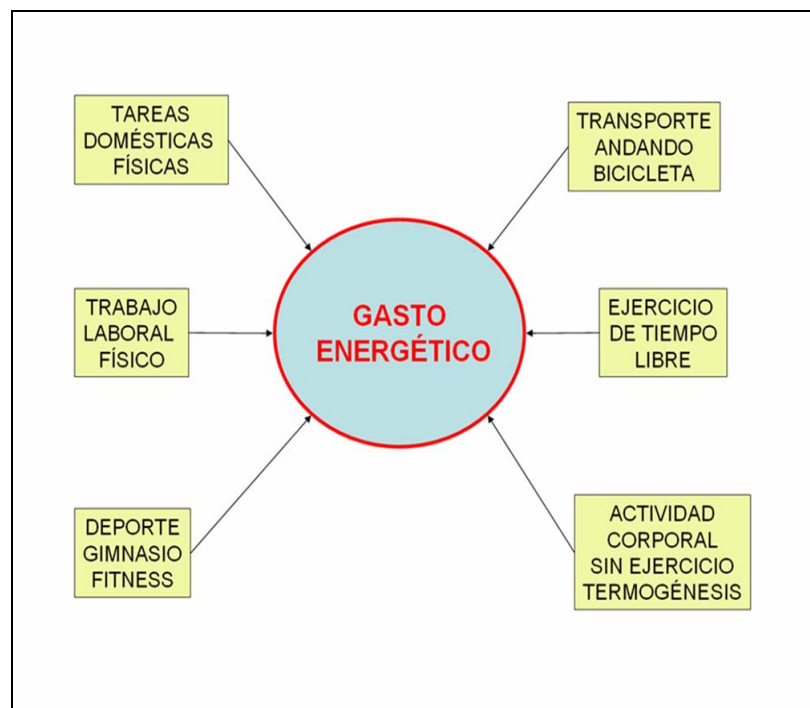 TAREAS
DOMÉSTICAS
FÍSICAS
TRANSPORTE
ANDANDO
BICICLETA
TRABAJO
LABORAL
FÍSICO
GASTO
ENERGÉTICO
EJERCICIO
DE TIEMPO
LIBRE
DEPORTE
GIMNASIO
FITNESS
ACTIVIDAD
CORPORAL
SIN EJERCICIO
TERMOGÉNESIS